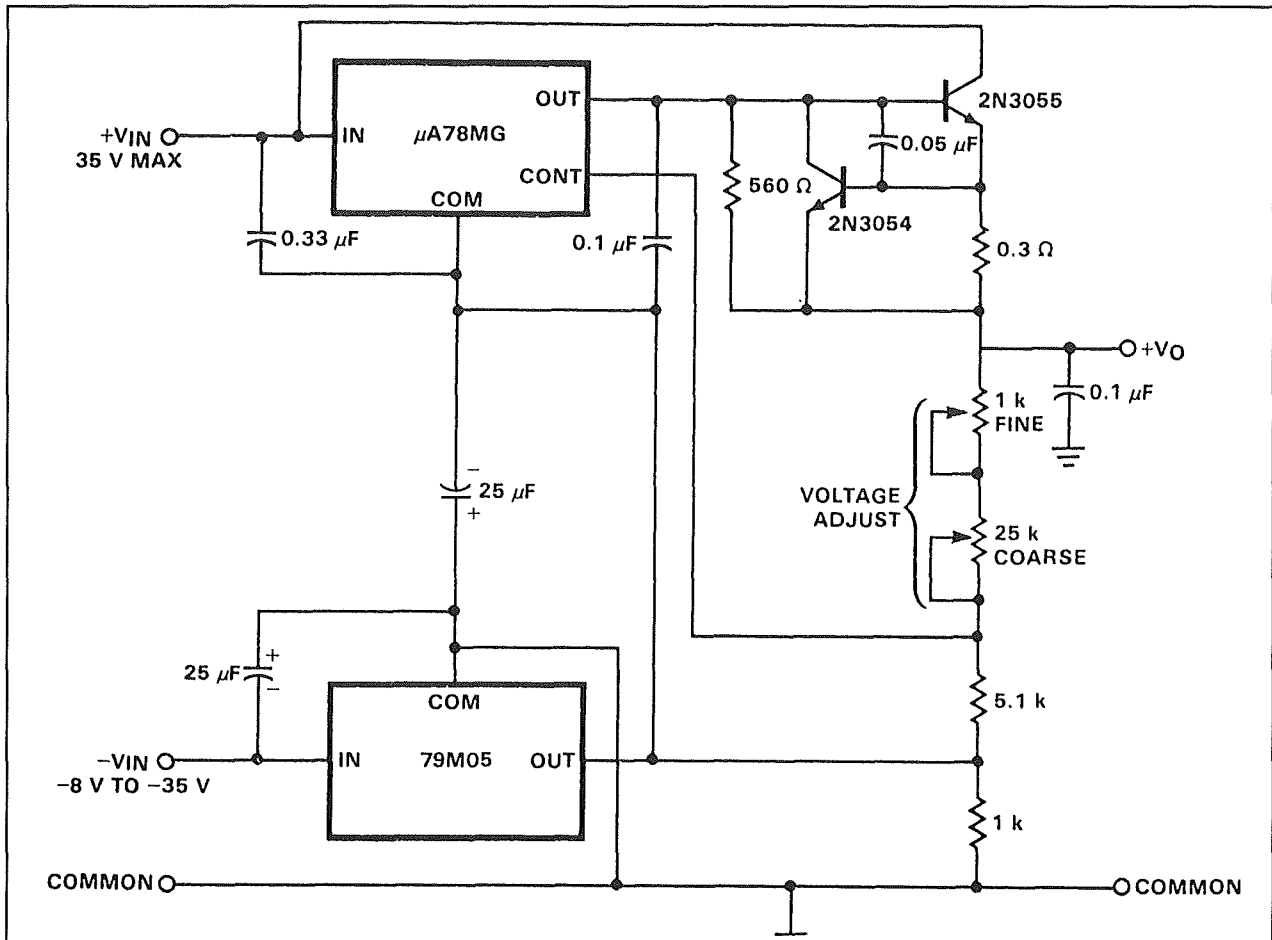 OUT
2N3055
+VIN
35 V MAX
IN
μA78MG
0.05 μF
CONT
560 Ω
COM
2N3054
0.33 μF
0.1 μF
0.3 Ω
+VO
1 k
FINE
0.1 μF
−
25 μF
+
VOLTAGE
ADJUST
25 k
COARSE
25 μF
+
−
COM
5.1 k
−VIN
−8 V TO −35 V
IN
79M05
OUT
1 k
COMMON
COMMON